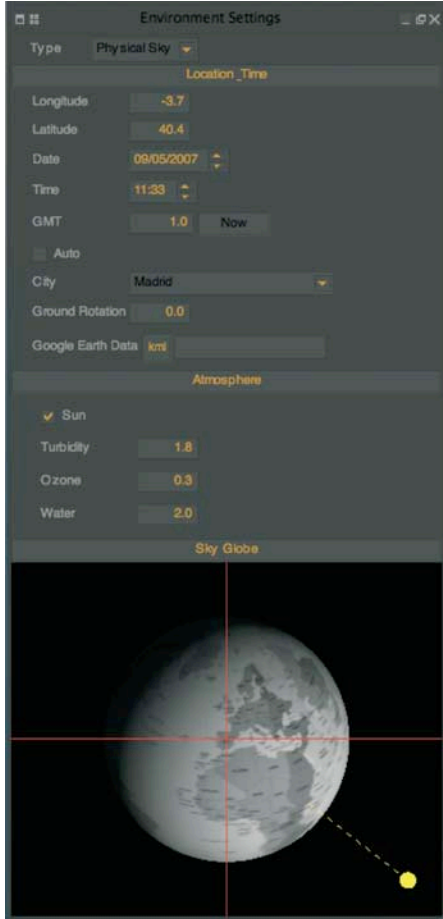 Environment Settings
Type Physical Sky
Location_Time
Longitude -3.7
Latitude 40.4
Date 09/05/2007
Time 11:33
GMT 1.0 Now
Auto
City Madrid
Ground Rotation 0.0
Google Earth Data kml
Atmosphere
Sun
Turbidity 1.8
Ozone 0.3
Water 2.0
Sky Globe